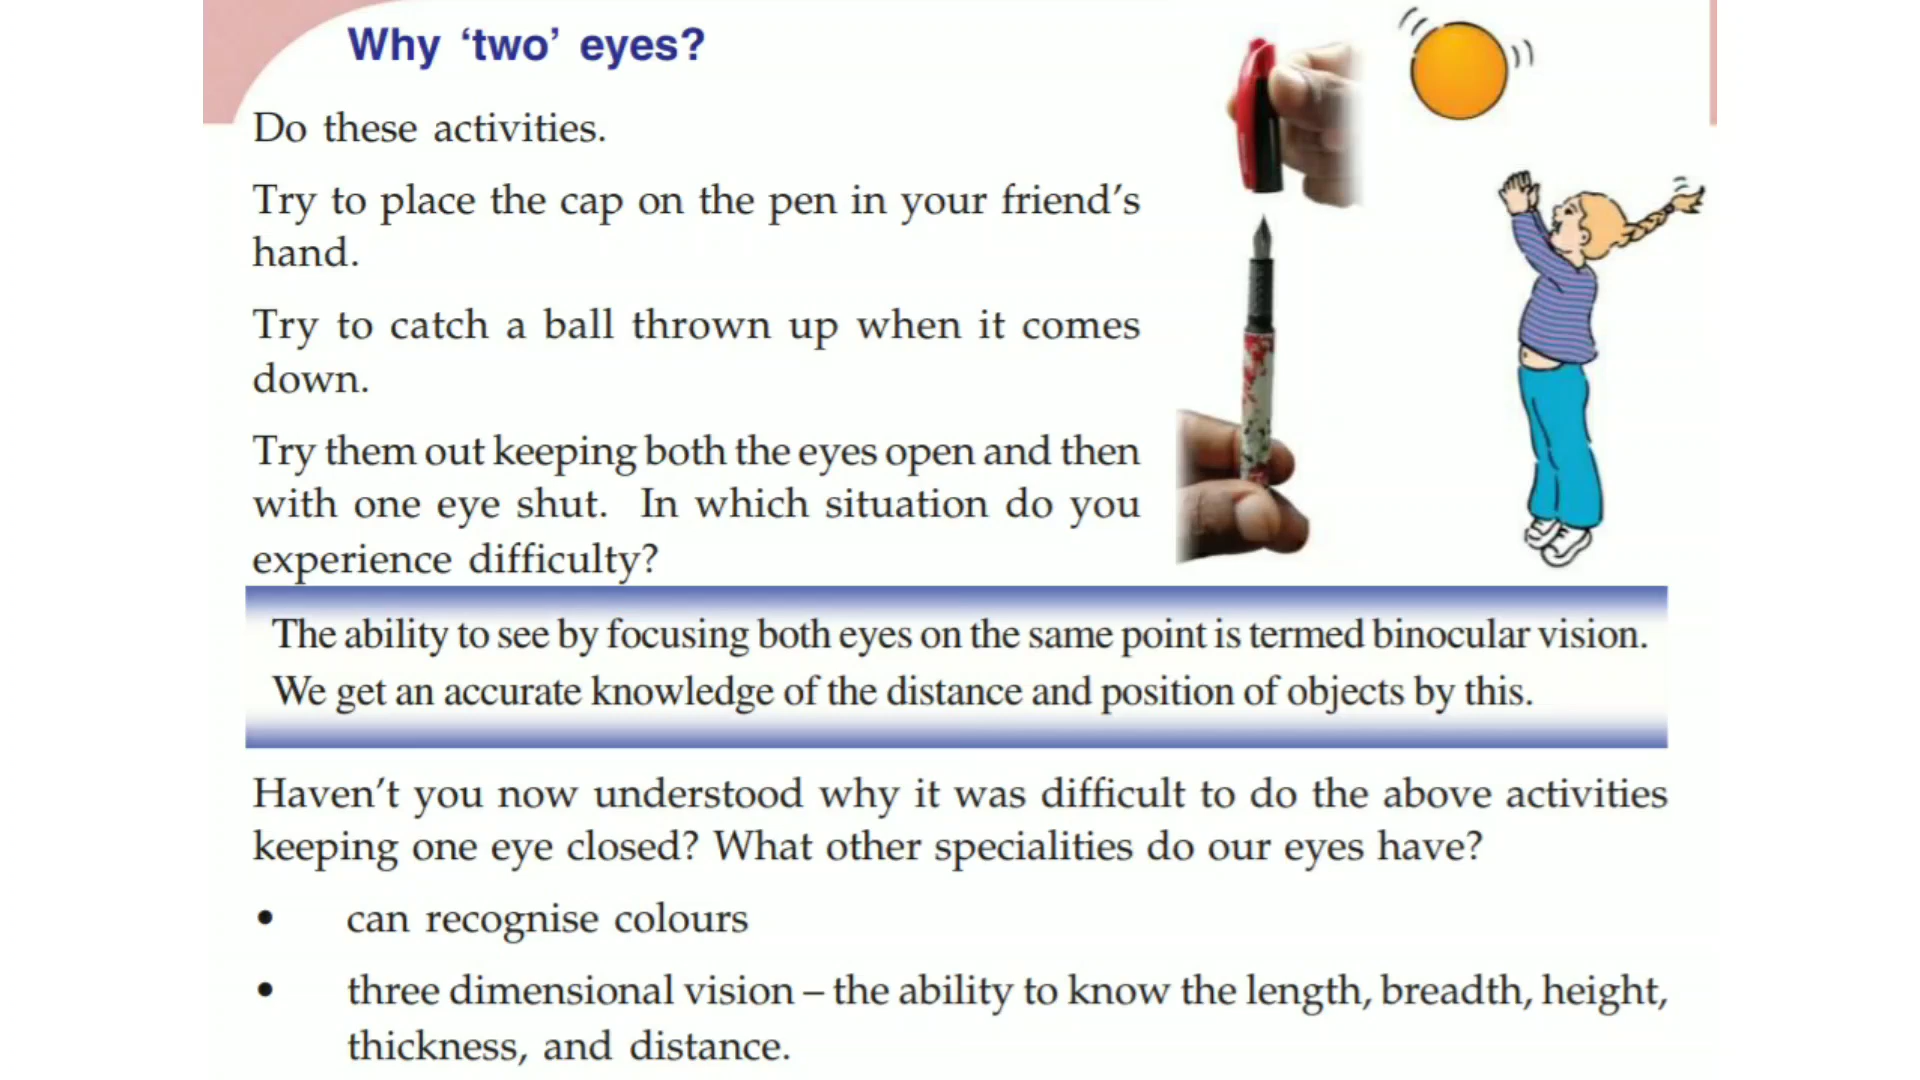 Why ‘two’ eyes?
Do these activities.
Try to place the cap on the pen in your friend’s
hand.
Try to catch a ball thrown up when it comes
down.
Try them out keeping both the eyes open and then
with one eye shut. In which situation do you
experience difficulty?
The ability to see by focusing both eyes on the same point is termed binocular vision.
We get an accurate knowledge of the distance and position of objects by this.
Haven’t you now understood why it was difficult to do the above activities
keeping one eye closed? What other specialities do our eyes have?
• can recognise colours
• three dimensional vision – the ability to know the length, breadth, height,
thickness, and distance.